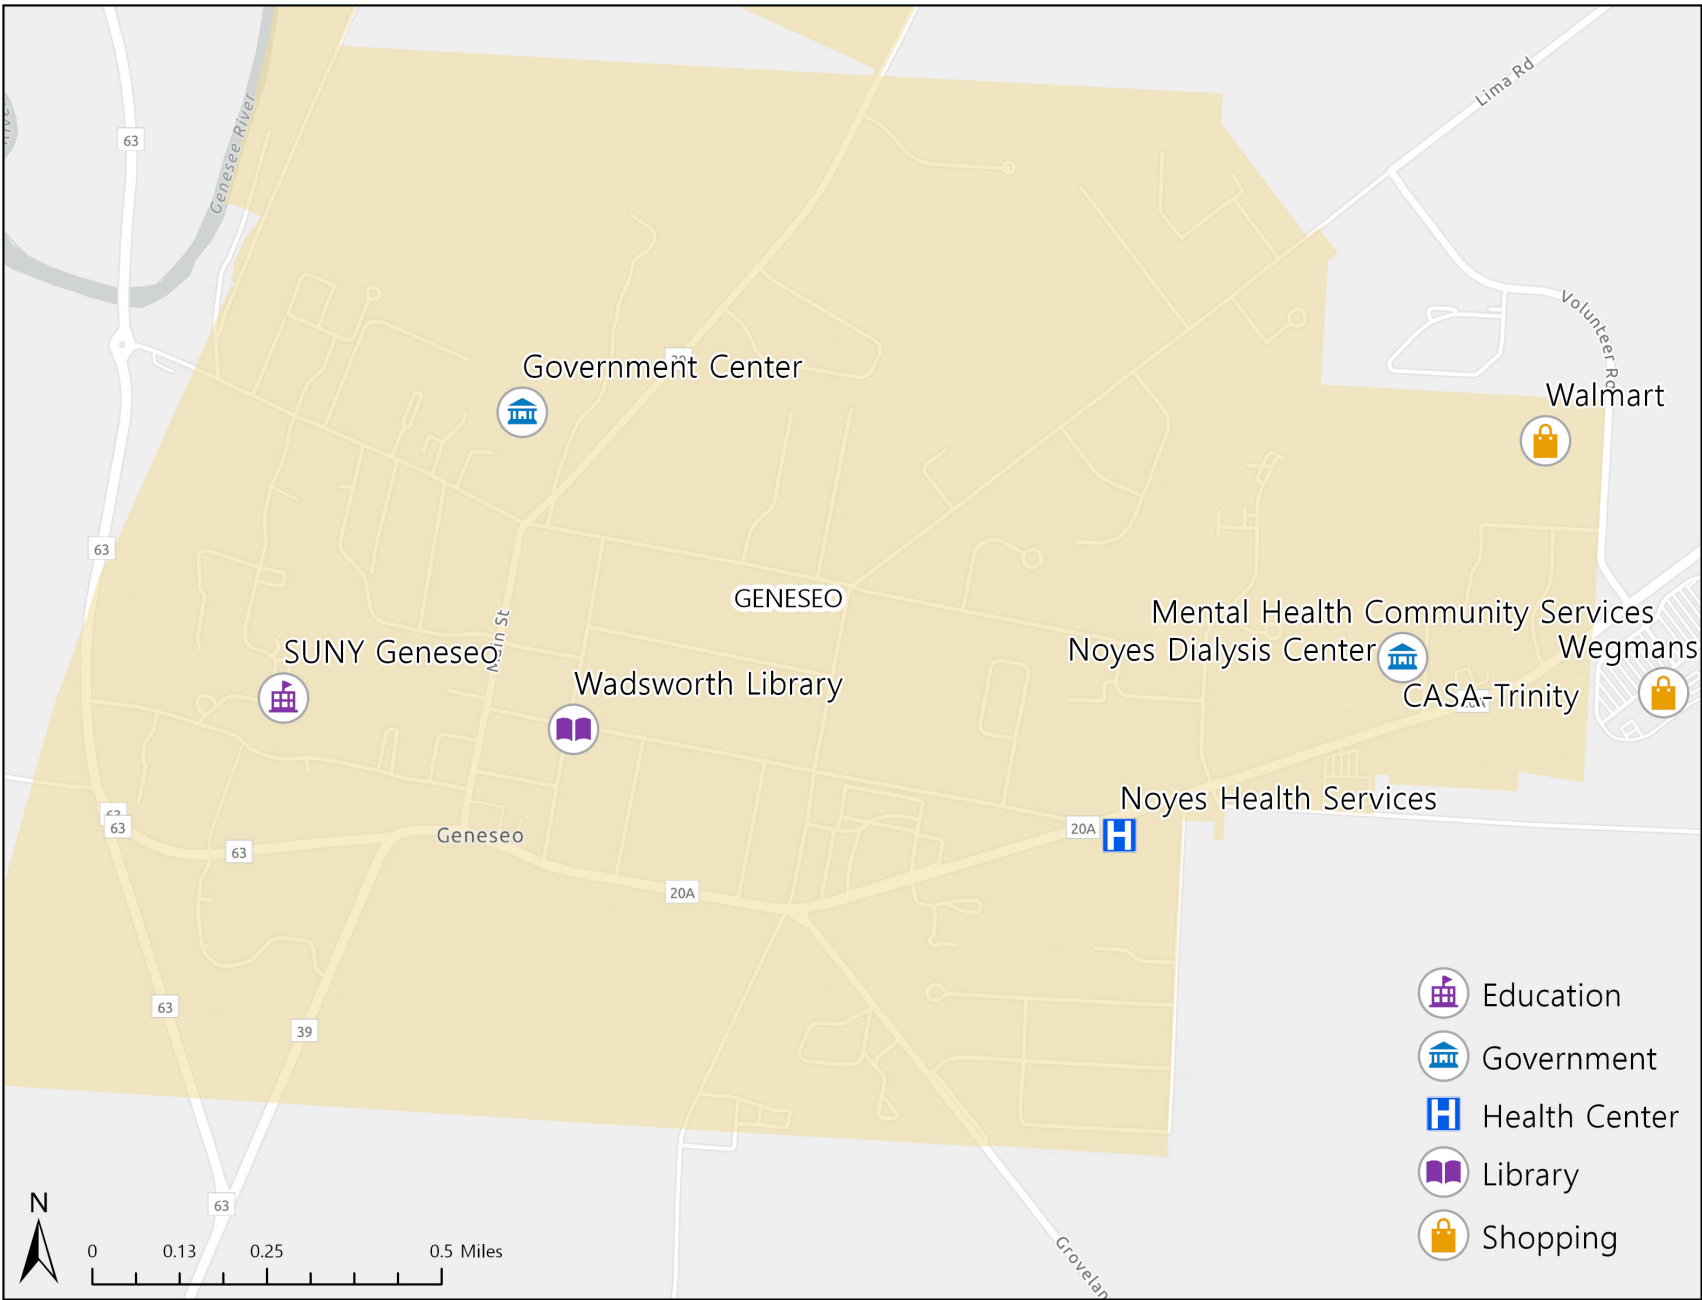 Lima Rd
63
Genesee River
Volunteer Rd
Government Center
Walmart
63
GENESEO
Mental Health Community Services
Main St
SUNY Geneseo
Noyes Dialysis Center
Wegmans
Wadsworth Library
CASA-Trinity
Noyes Health Services
63
63
20A
Geneseo
63
20A
Education
63
39
Government
Health Center
Library
63
N
Shopping
0 0.13 0.25 0.5 Miles
Grovelan